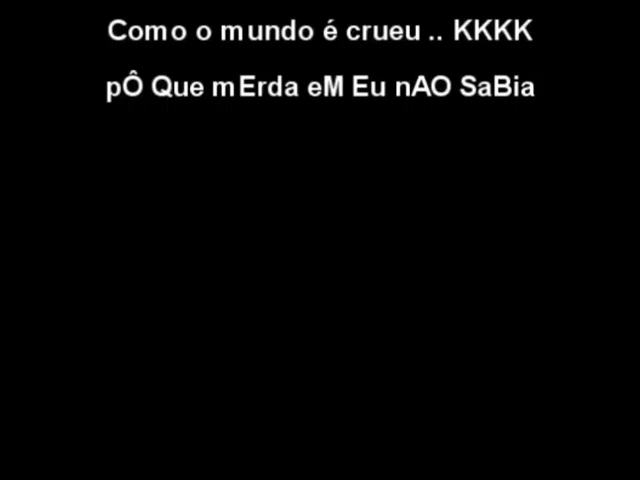 Como o mundo é crueu .. KKKK
pÔ Que mErda eM Eu nAO SaBia